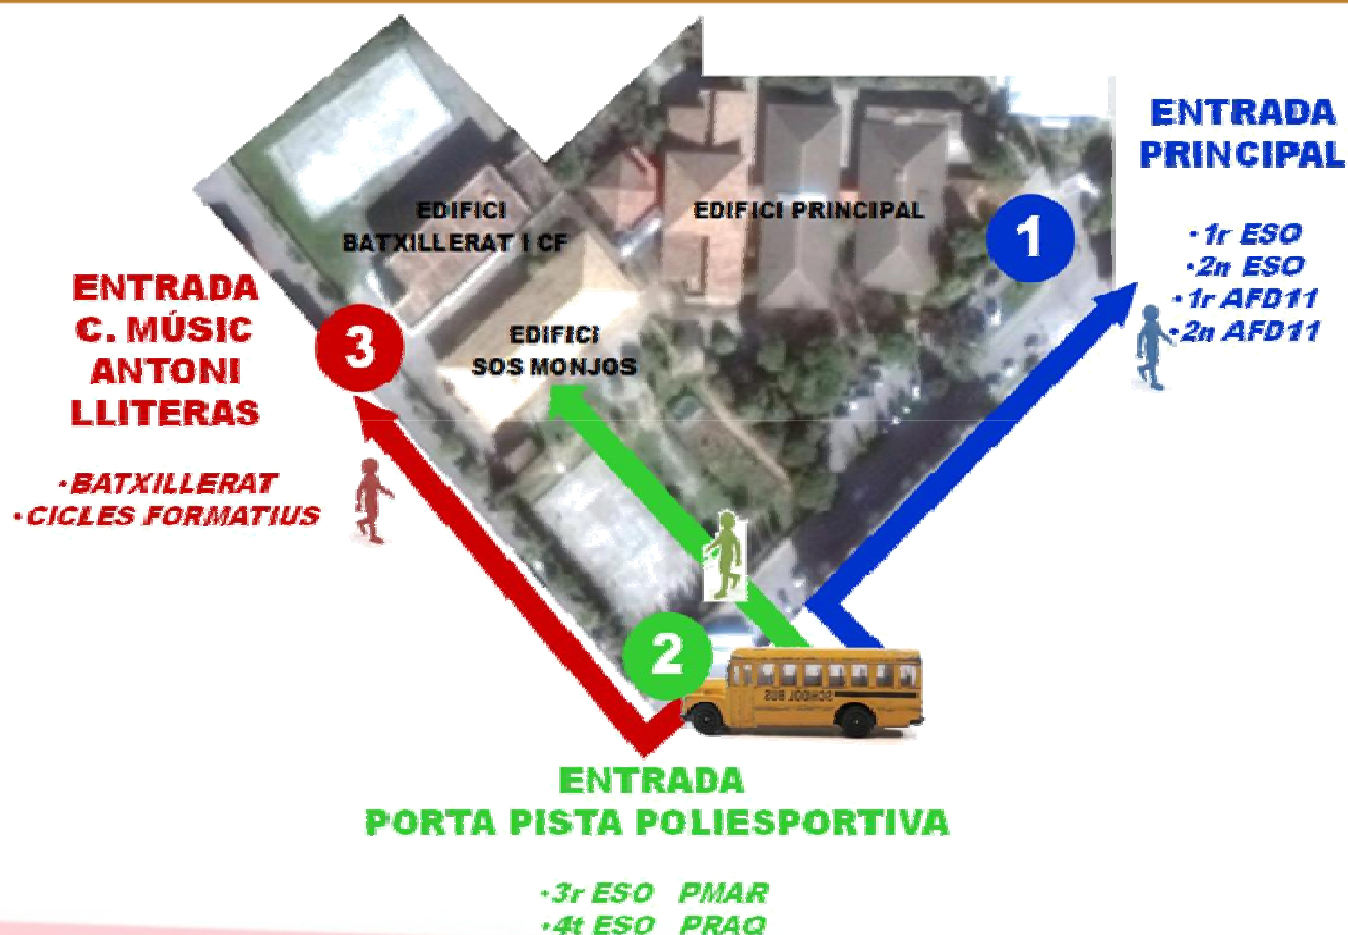 ENTRADA
PRINCIPAL
1
•1r ESO
•2n ESO
•1r AFD11
•2n AFD11
EDIFICI
BATXILLERAT I CF
EDIFICI PRINCIPAL
ENTRADA
C. MÚSIC
ANTONI
LLITERAS
3
EDIFICI
SOS MONJOS
•BATXILLERAT
•CICLES FORMATIUS
2
SCHOOL BUS
ENTRADA
PORTA PISTA POLIESPORTIVA
•3r ESO PMAR
•4t ESO PRAQ